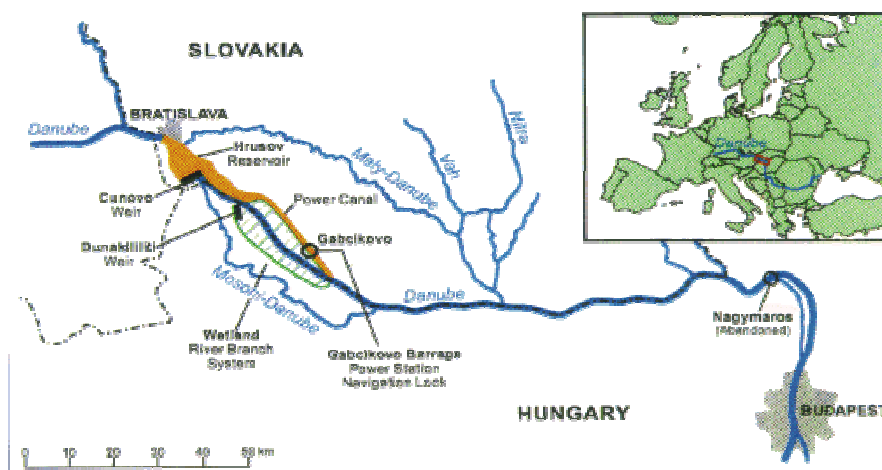 SLOVAKIA
BRATISLAVA
Danube
Hrusov
Reservoir
Cunovo
Weir
Dunakiliti
Weir
Power Canal
Gabcikovo
Maly-Danube
Vah
Nitra
Mosoni-Danube
Danube
Wetland
River Branch
System
Gabcikovo Barrage
Power Station
Navigation Lock
Nagymaros
(Abandoned)
HUNGARY
BUDAPEST
0 10 20 30 40 50 km
Danube